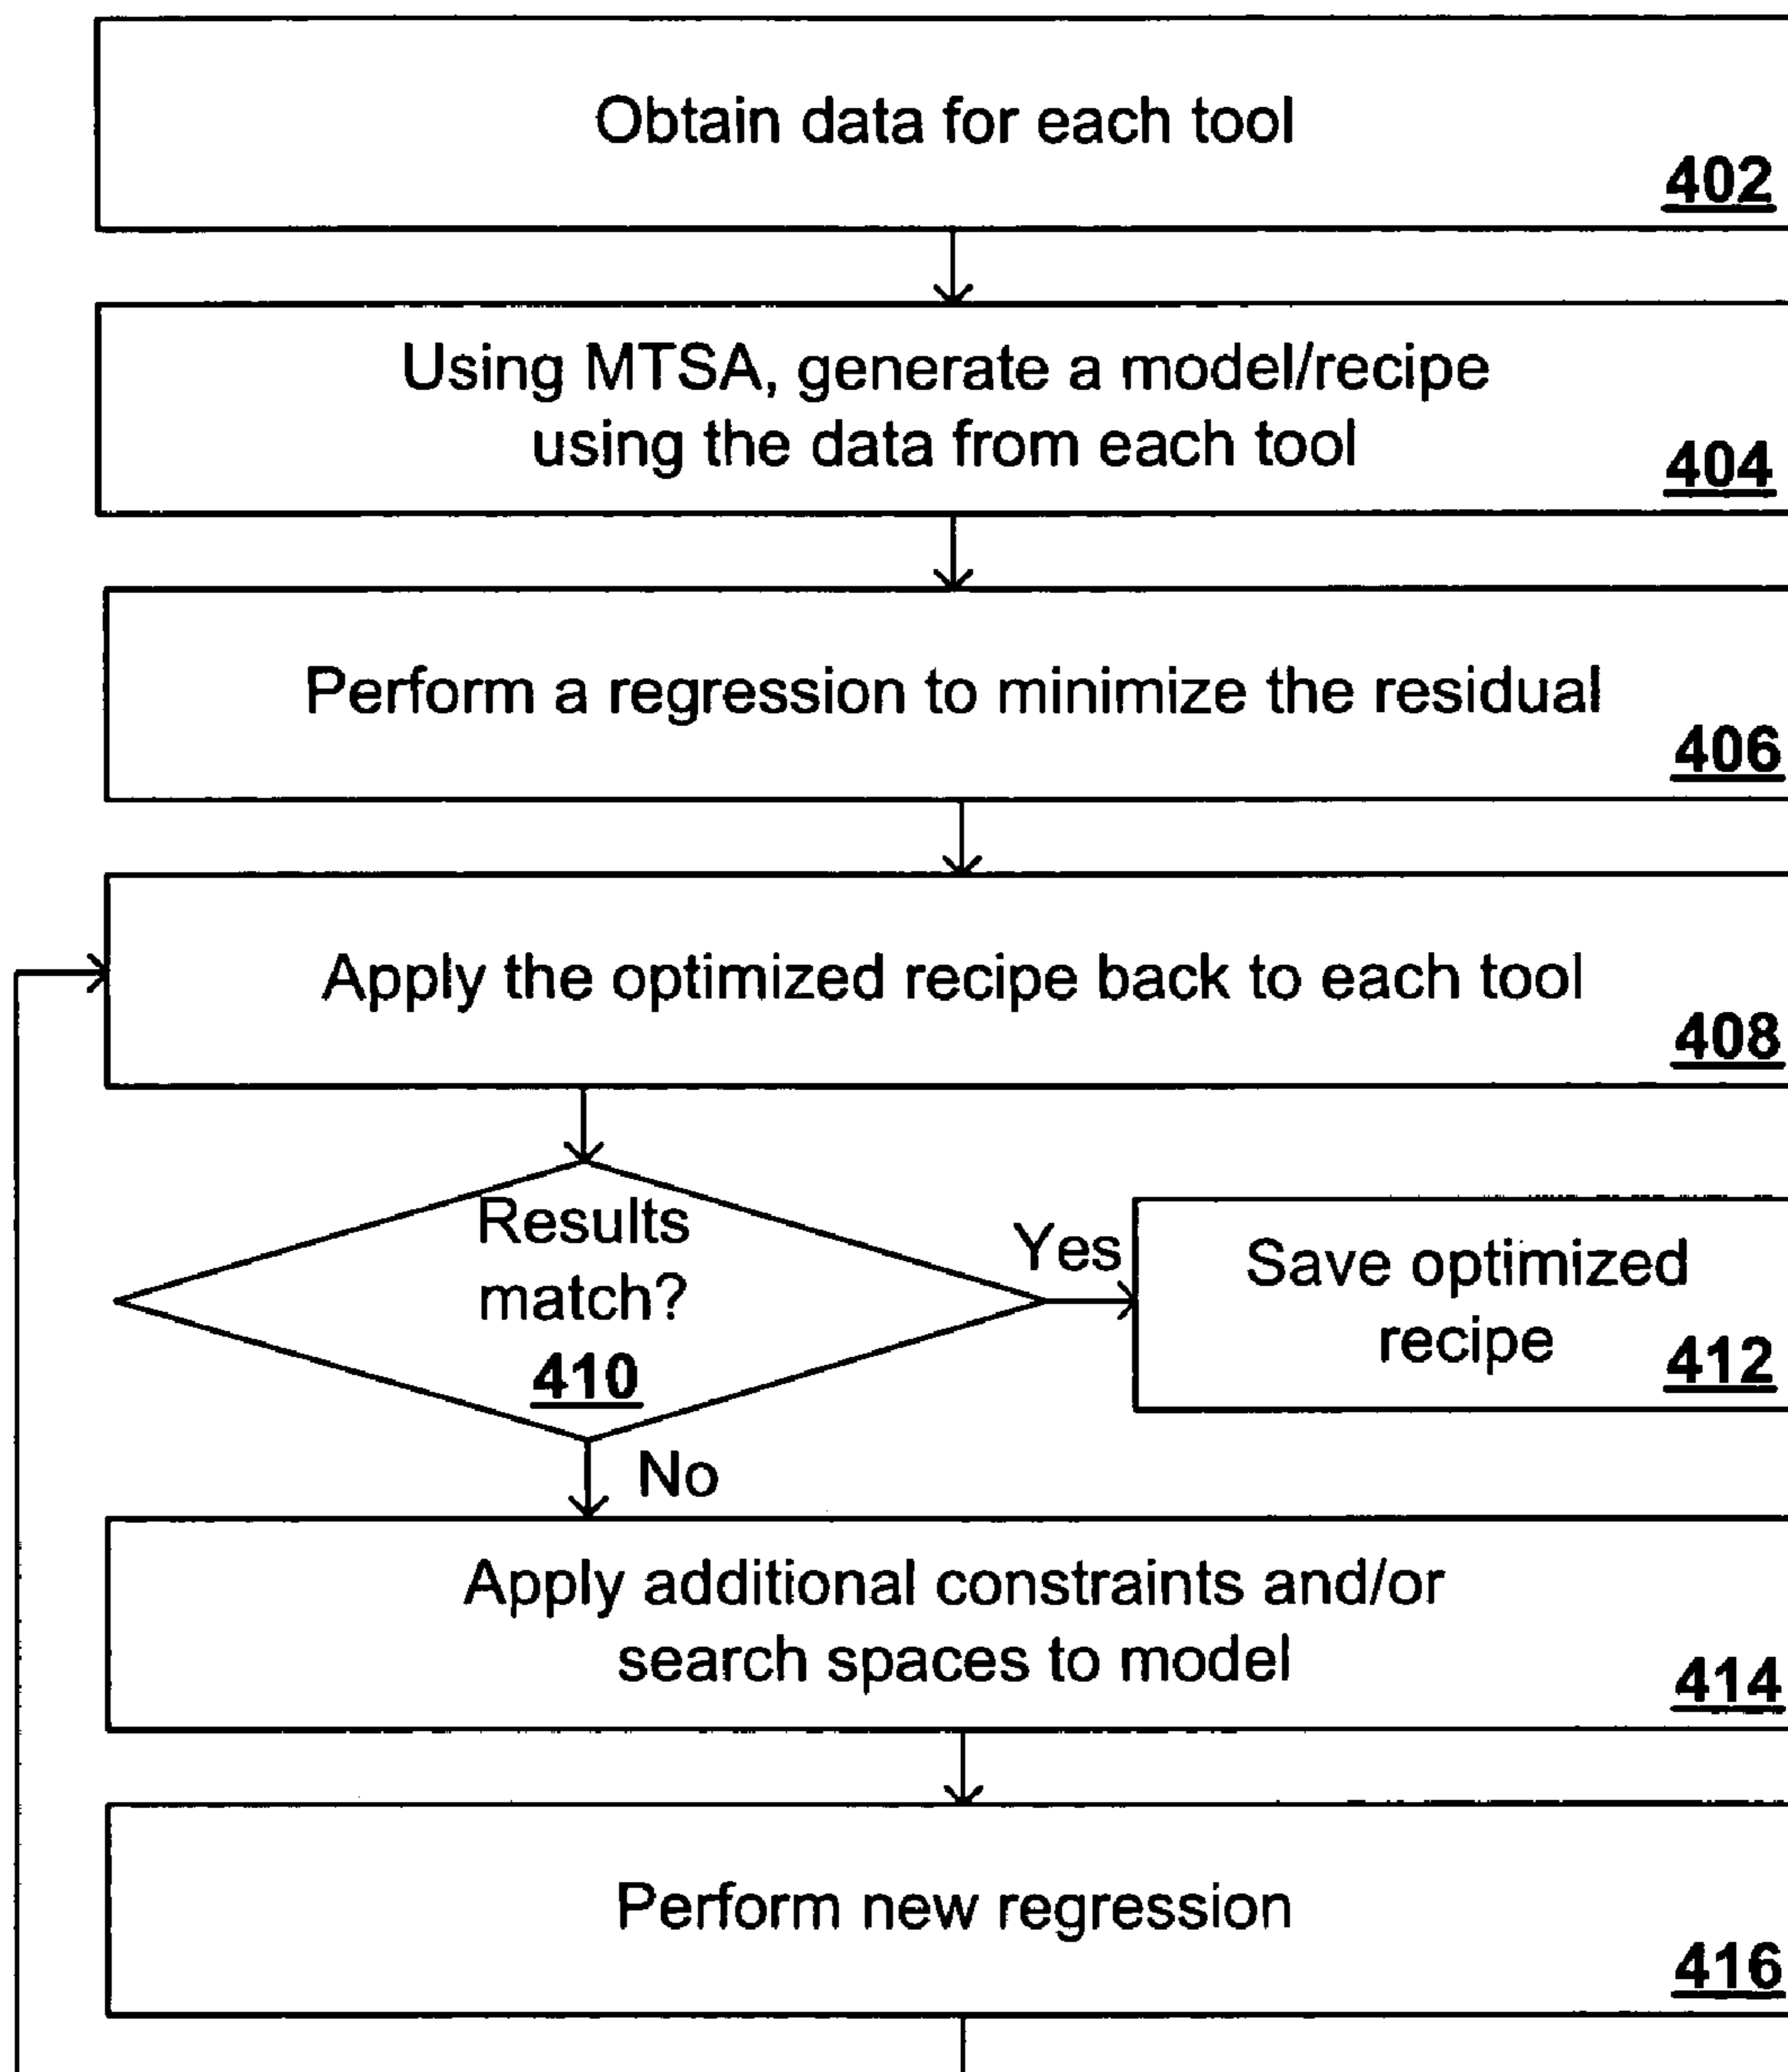 Obtain data for each tool
402
Using MTSA, generate a model/recipe
using the data from each tool
404
Perform a regression to minimize the residual
406
Apply the optimized recipe back to each tool
408
Results
match?
410
Yes
Save optimized
recipe
412
No
Apply additional constraints and/or
search spaces to model
414
Perform new regression
416